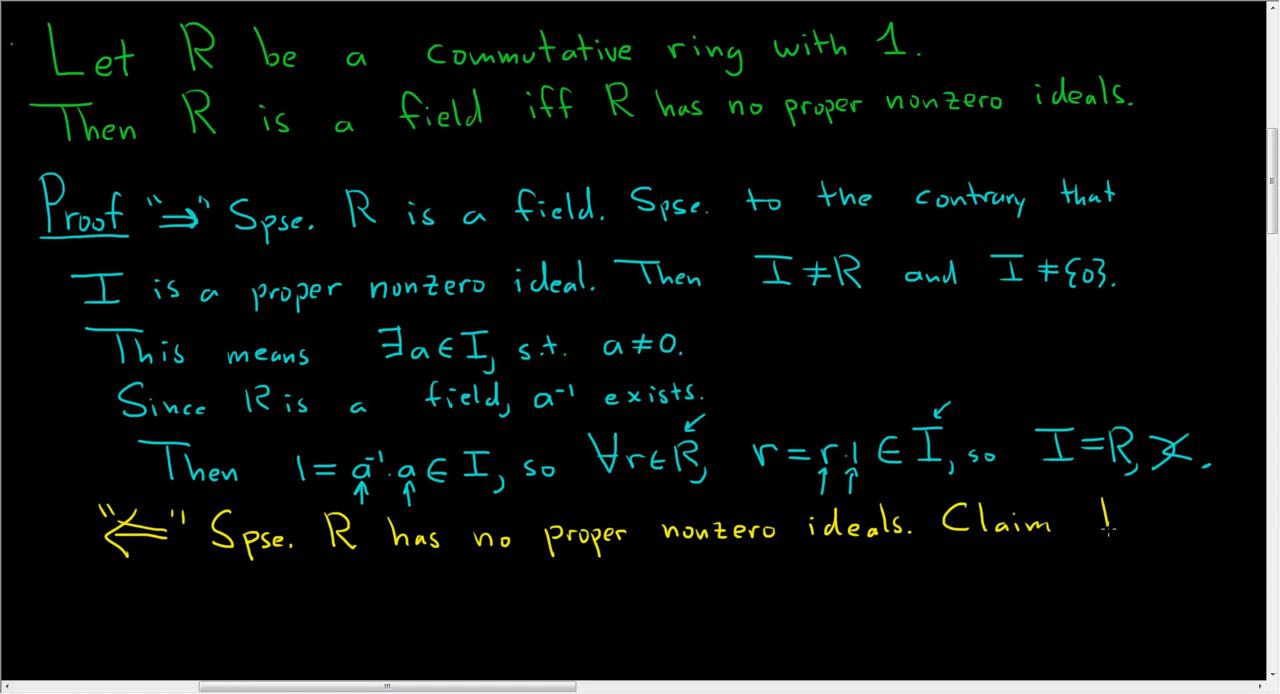 Let R be a commutative ring with 1.
Then R is a field iff R has no proper nonzero ideals.
Proof "⇒" Spse. R is a field. Spse. to the contrary that
I is a proper nonzero ideal. Then I ≠ R and I ≠ {0}.
This means ∃a ∈ I, s.t. a ≠ 0.
Since R is a field, a⁻¹ exists.
Then 1 = a⁻¹·a ∈ I, so ∀r ∈ R, r = r·1 ∈ I, so I = R, ※.
"⇐" Spse. R has no proper nonzero ideals. Claim